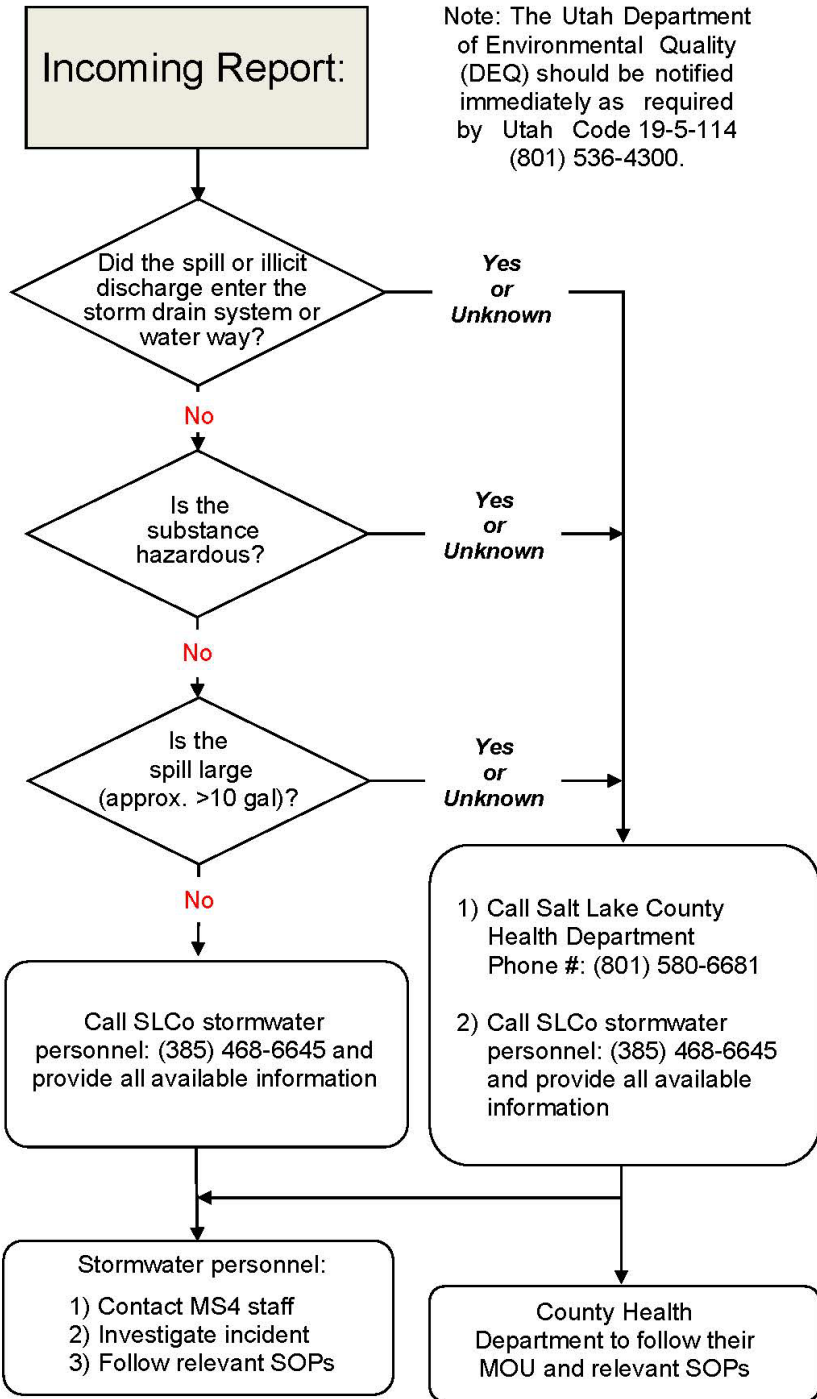 Incoming Report:
Note: The Utah Department
of Environmental Quality
(DEQ) should be notified
immediately as required
by Utah Code 19-5-114
(801) 536-4300.
Did the spill or illicit
discharge enter the
storm drain system or
water way?
Yes
or
Unknown
No
Is the
substance
hazardous?
Yes
or
Unknown
No
Is the
spill large
(approx. >10 gal)?
Yes
or
Unknown
No
Call SLCo stormwater
personnel: (385) 468-6645 and
provide all available information
1) Call Salt Lake County
Health Department
Phone #: (801) 580-6681
2) Call SLCo stormwater
personnel: (385) 468-6645
and provide all available
information
Stormwater personnel:
1) Contact MS4 staff
2) Investigate incident
3) Follow relevant SOPs
County Health
Department to follow their
MOU and relevant SOPs